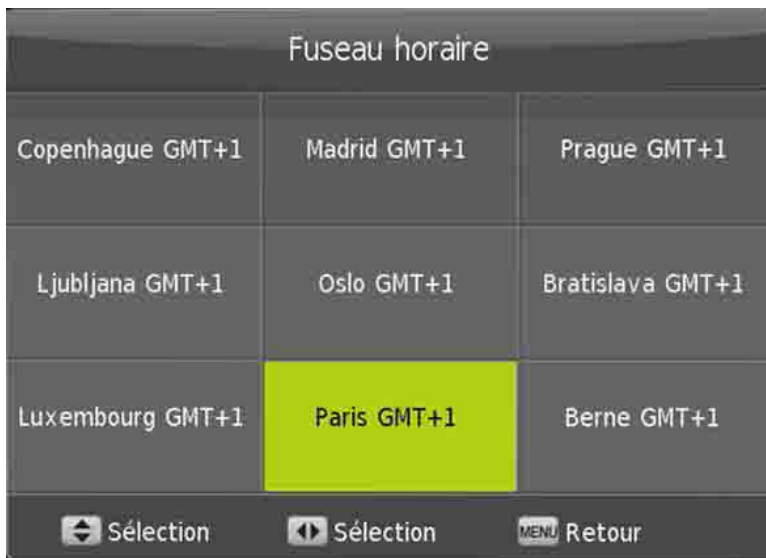 Fuseau horaire
Copenhague GMT+1 Madrid GMT+1 Prague GMT+1
Ljubljana GMT+1 Oslo GMT+1 Bratislava GMT+1
Luxembourg GMT+1 Paris GMT+1 Berne GMT+1
Sélection Sélection MENU Retour